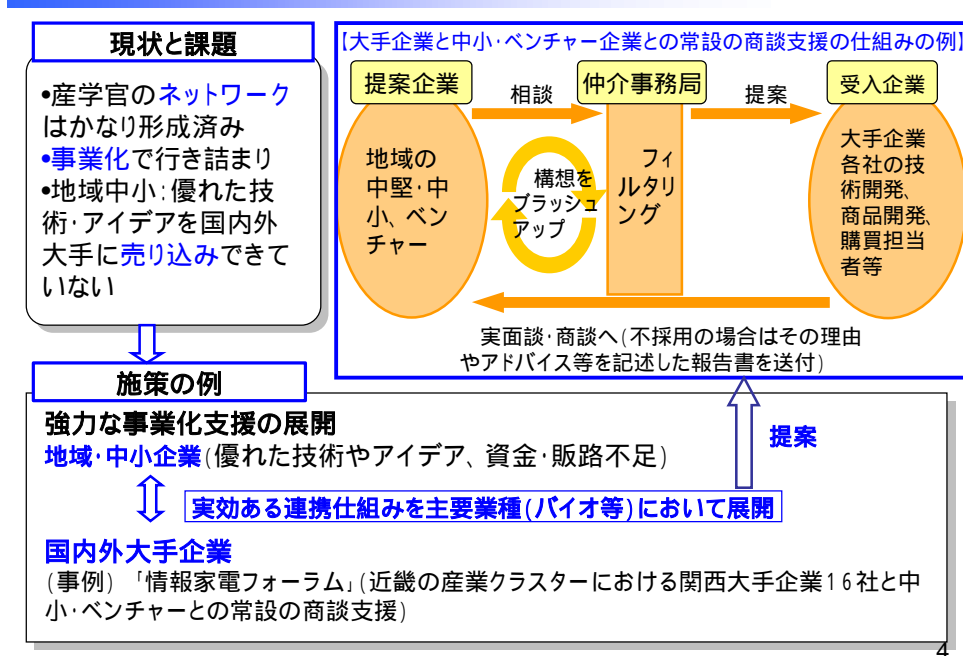 現状と課題
•産学官のネットワーク
はかなり形成済み
•事業化で行き詰まり
•地域中小:優れた技
術・アイデアを国内外
大手に売り込みできて
いない
【大手企業と中小・ベンチャー企業との常設の商談支援の仕組みの例】
提案企業
相談
仲介事務局
提案
受入企業
地域の
中堅・中
小、ベン
チャー
構想を
ブラッシュ
アップ
フィ
ルタリ
ング
大手企業
各社の技
術開発、
商品開発、
購買担当
者等
実面談・商談へ(不採用の場合はその理由
やアドバイス等を記述した報告書を送付)
施策の例
強力な事業化支援の展開
地域・中小企業(優れた技術やアイデア、資金・販路不足)
提案
実効ある連携仕組みを主要業種(バイオ等)において展開
国内外大手企業
(事例) 「情報家電フォーラム」(近畿の産業クラスターにおける関西大手企業16社と中
小・ベンチャーとの常設の商談支援)
4